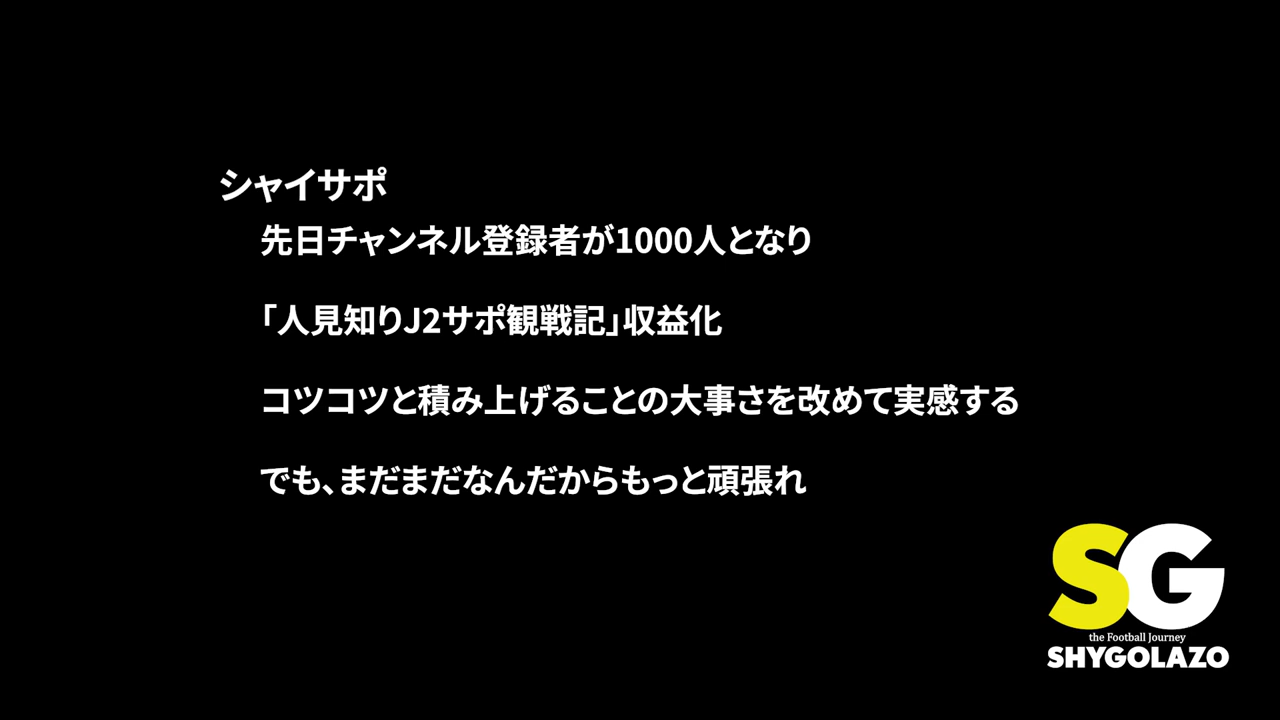 シャイサポ
先日チャンネル登録者が1000人となり
「人見知りJ2サポ観戦記」収益化
コツコツと積み上げることの大事さを改めて実感する
でも、まだまだなんだからもっと頑張れ
SG
the Football Journey
SHYGOLAZO